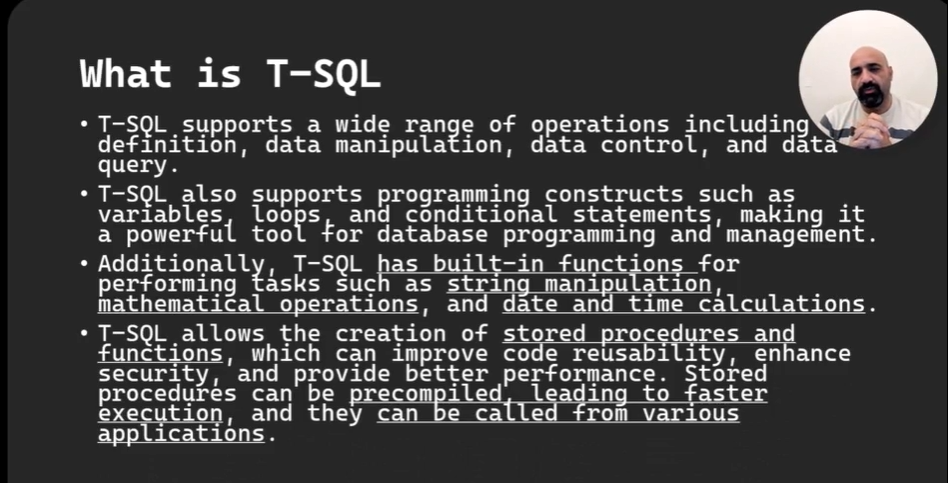 What is T-SQL
• T-SQL supports a wide range of operations including
definition, data manipulation, data control, and data
query.
• T-SQL also supports programming constructs such as
variables, loops, and conditional statements, making it
a powerful tool for database programming and management.
• Additionally, T-SQL has built-in functions for
performing tasks such as string manipulation,
mathematical operations, and date and time calculations.
• T-SQL allows the creation of stored procedures and
functions, which can improve code reusability, enhance
security, and provide better performance. Stored
procedures can be precompiled, leading to faster
execution, and they can be called from various
applications.